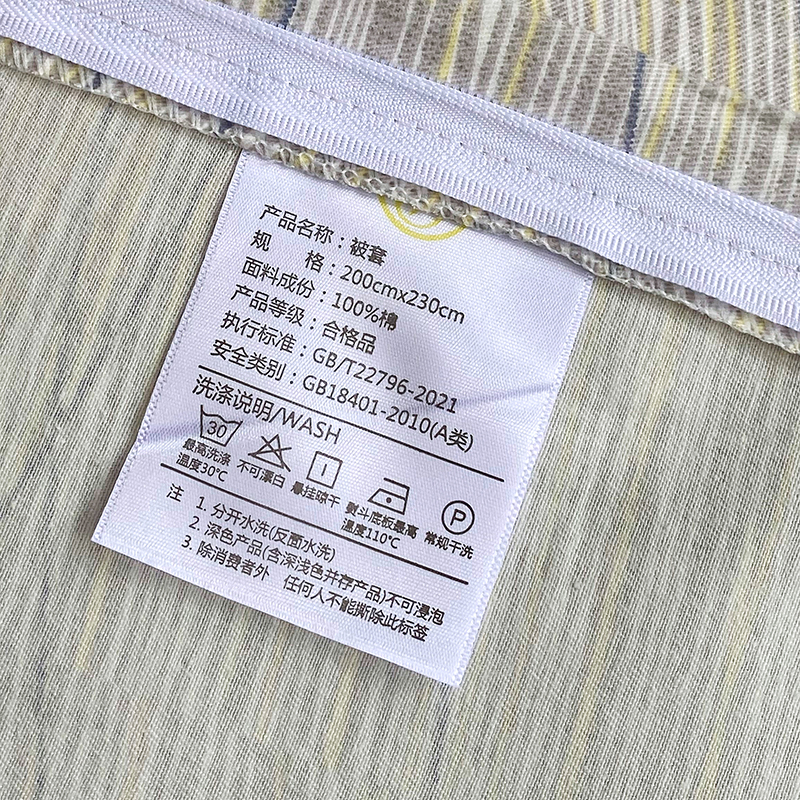 产品名称：被套
规 格：200cmx230cm
面料成份：100%棉
产品等级：合格品
执行标准：GB/T22796-2021
安全类别：GB18401-2010(A类)
洗涤说明/WASH
30 P
最高洗涤温度30℃ 不可漂白 悬挂晾干 熨斗底板最高温度110℃ 常规干洗
注 1. 分开水洗(反面水洗)
2. 深色产品(含深浅色并存产品)不可浸泡
3. 除消费者外 任何人不能撕除此标签